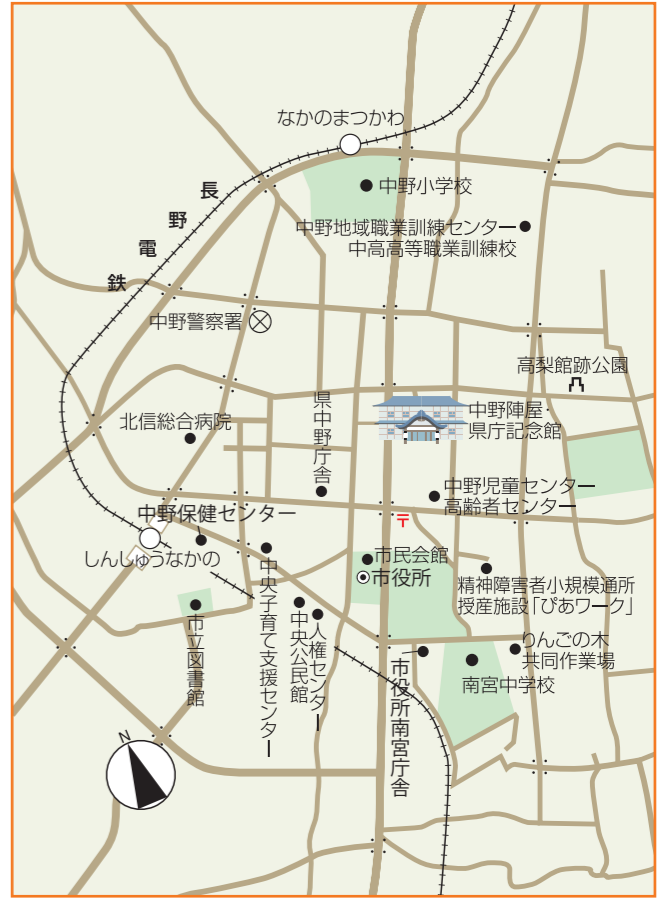 なかのまつかわ
中野小学校
長野電鉄
中野地域職業訓練センター
中高高等職業訓練校
中野警察署
高梨館跡公園
北信総合病院
県中野庁舎
中野陣屋・
県庁記念館
中野児童センター
高齢者センター
中野保健センター
しんしゅうなかの
〒
市民会館
市役所
精神障害者小規模通所
授産施設「ぴあワーク」
市立図書館
中央子育て支援センター
中央公民館
人権センター
市役所南宮庁舎
りんごの木
共同作業場
南宮中学校
N